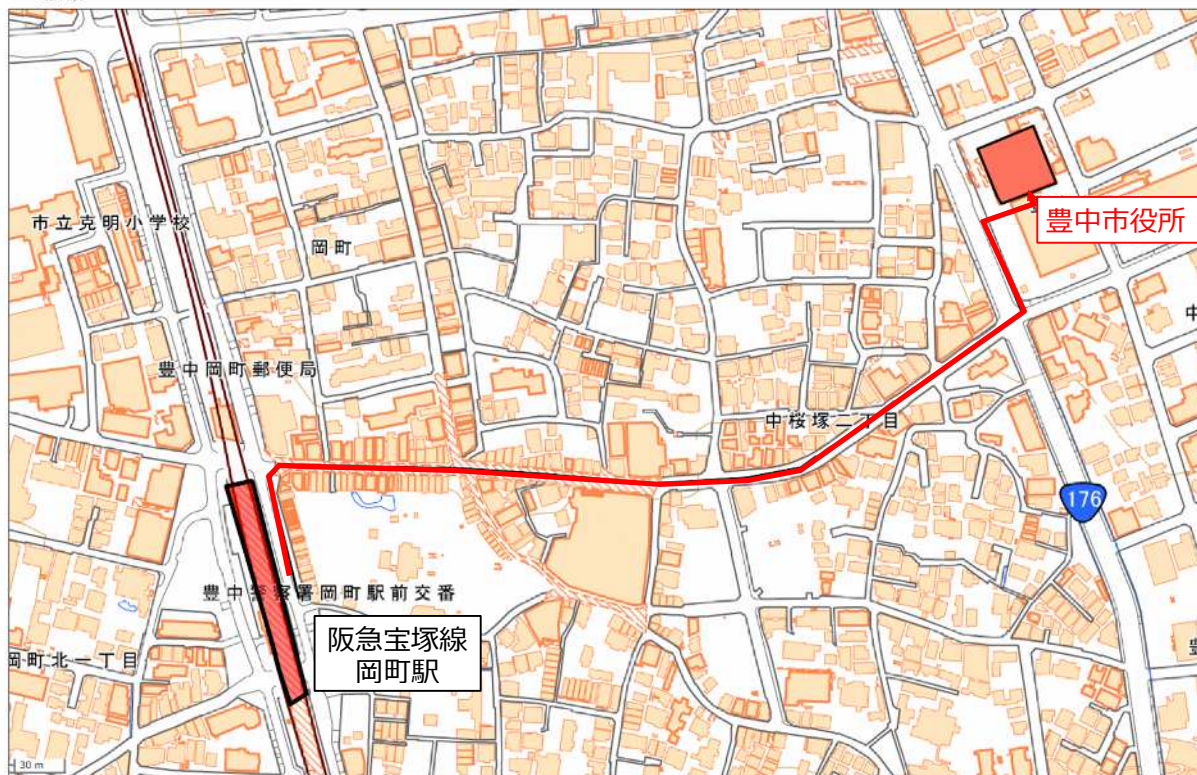 市立克明小学校
岡町
豊中市役所
豊中岡町郵便局
中桜塚二丁目
176
豊中警察署岡町駅前交番
阪急宝塚線
岡町駅
岡町北一丁目
30 m